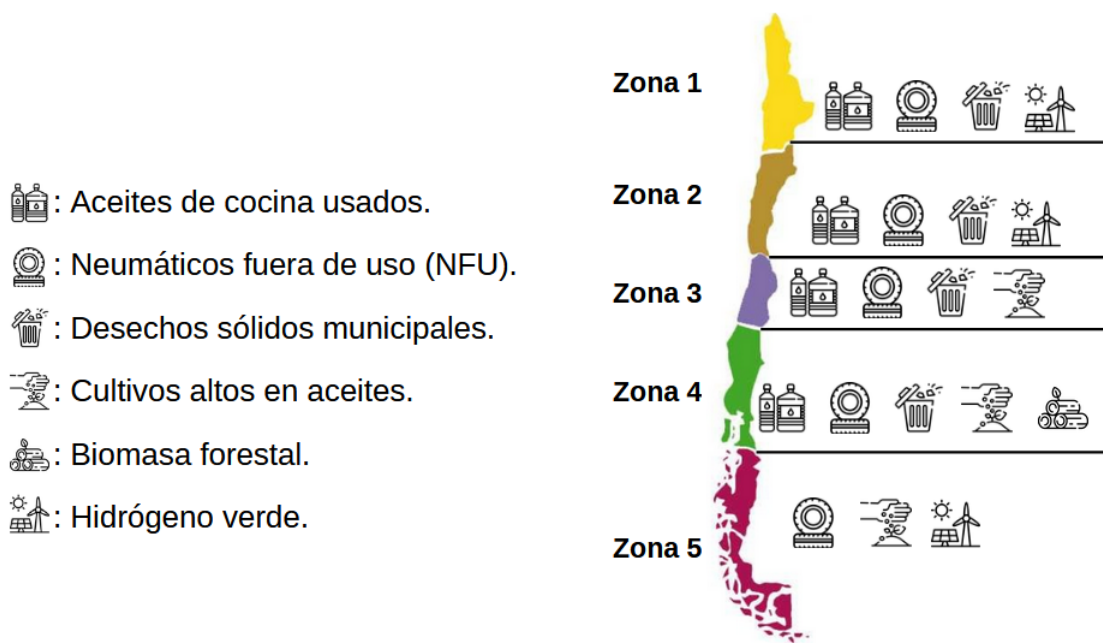 Zona 1
Zona 2
: Aceites de cocina usados.
: Neumáticos fuera de uso (NFU).
Zona 3
: Desechos sólidos municipales.
: Cultivos altos en aceites.
Zona 4
: Biomasa forestal.
: Hidrógeno verde.
Zona 5